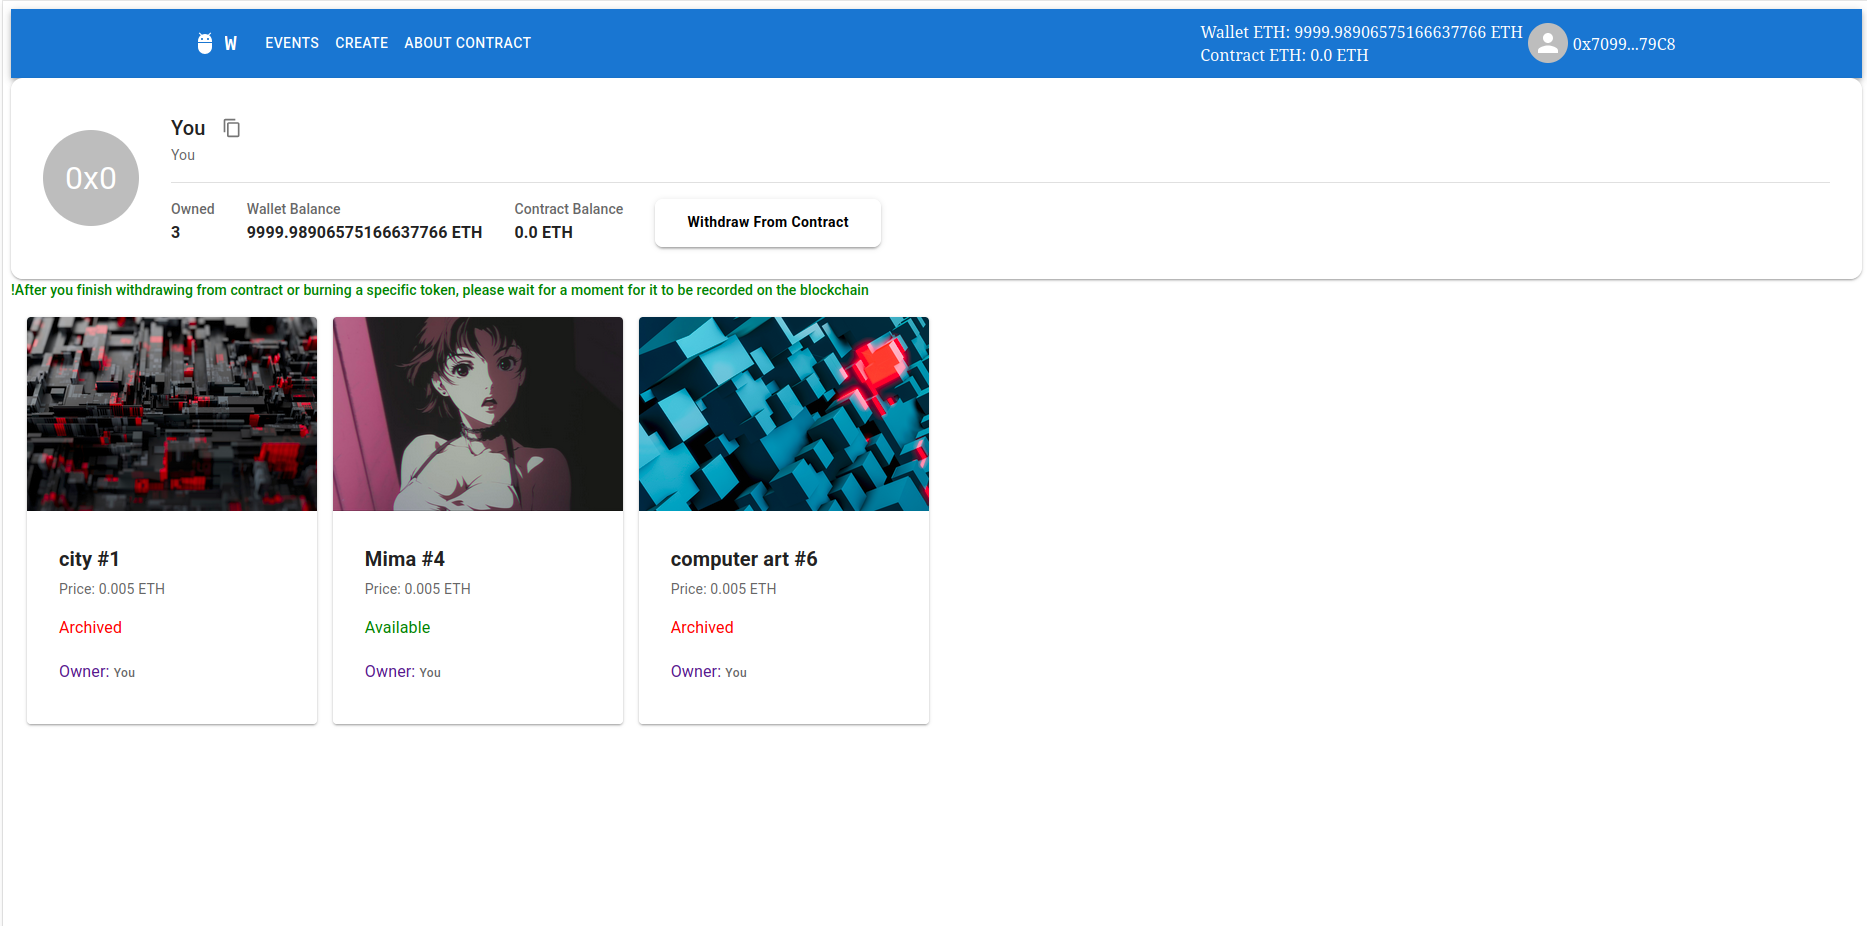 W EVENTS CREATE ABOUT CONTRACT
Wallet ETH: 9999.98906575166637766 ETH
Contract ETH: 0.0 ETH
0x7099...79C8
0x0
You
You
Owned
3
Wallet Balance
9999.98906575166637766 ETH
Contract Balance
0.0 ETH
Withdraw From Contract
!After you finish withdrawing from contract or burning a specific token, please wait for a moment for it to be recorded on the blockchain
city #1
Price: 0.005 ETH
Archived
Owner: You
Mima #4
Price: 0.005 ETH
Available
Owner: You
computer art #6
Price: 0.005 ETH
Archived
Owner: You